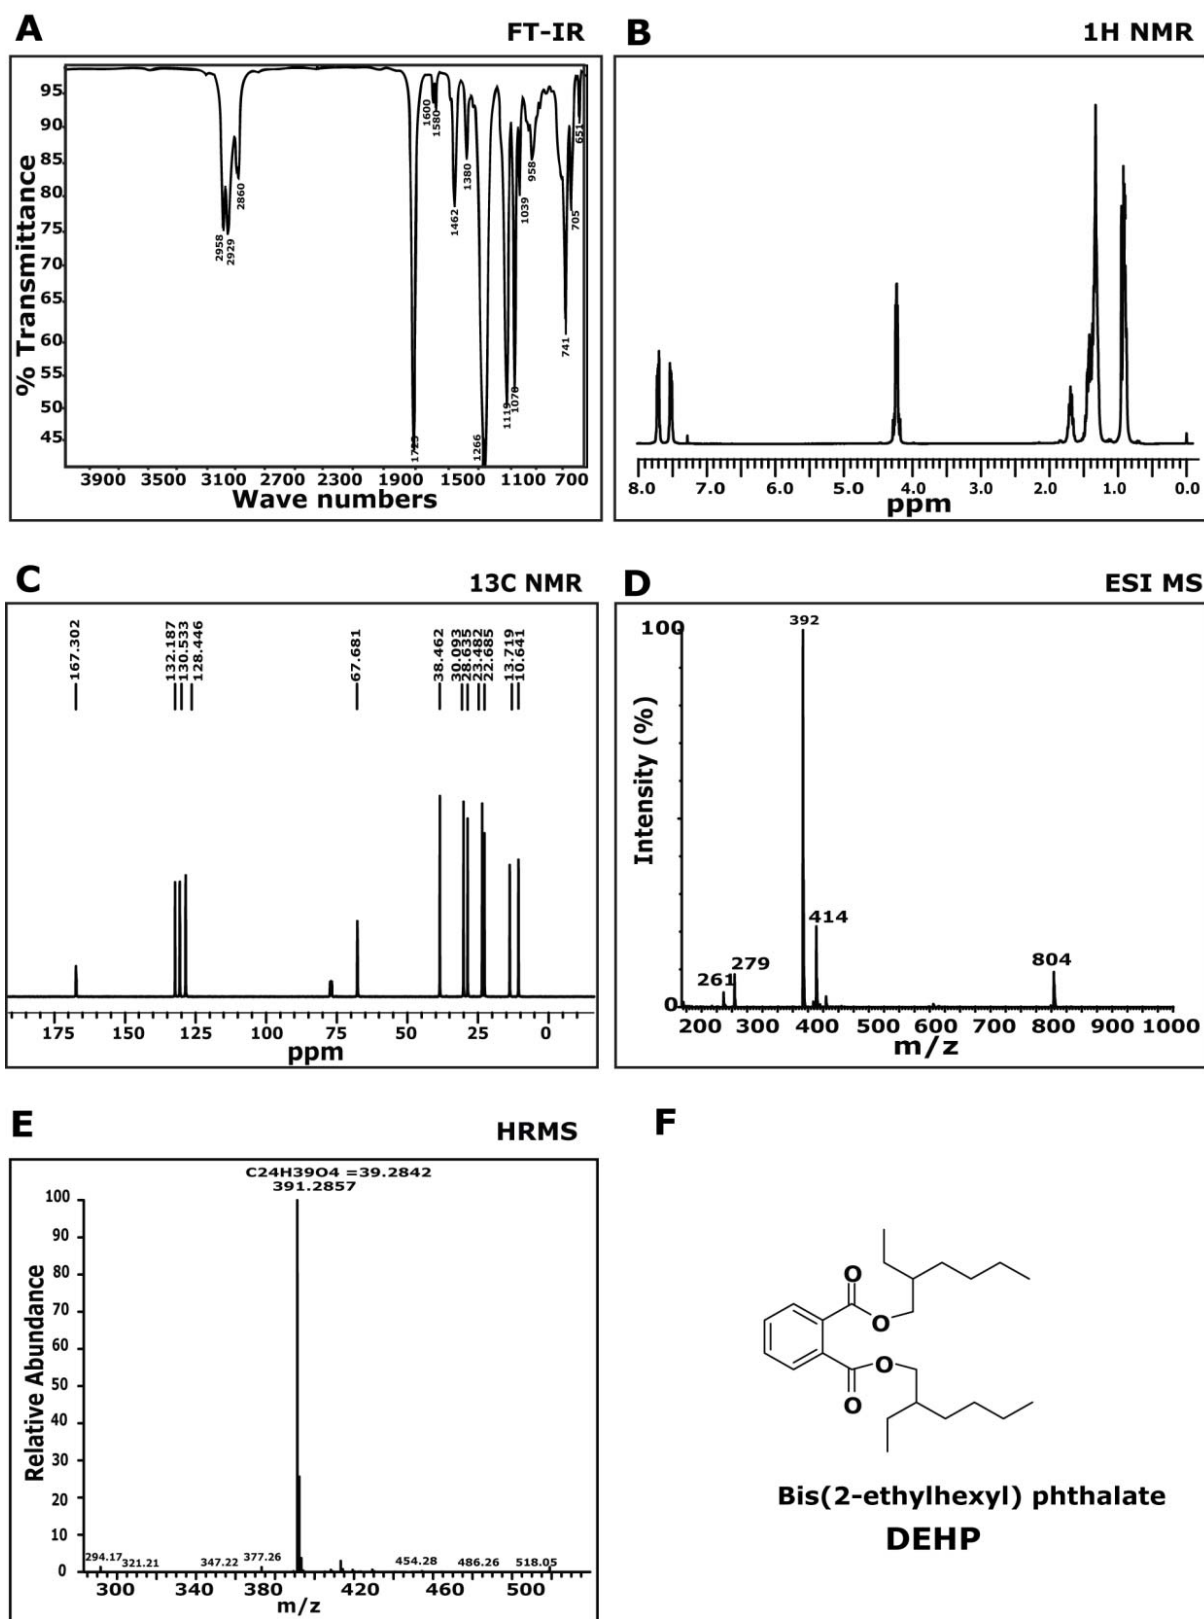 A
FT-IR
% Transmittance
95
90
85
80
75
70
65
60
55
50
45
2958
2929
2860
1725
1600
1580
1462
1380
1266
1119
1070
1039
958
741
705
651
3900 3500 3100 2700 2300 1900 1500 1100 700
Wave numbers
B
1H NMR
8.0 7.0 6.0 5.0 4.0 3.0 2.0 1.0 0.0
ppm
C
13C NMR
167.302
132.187
130.533
128.446
67.681
38.462
30.093
28.635
23.482
22.685
13.719
10.641
175 150 125 100 75 50 25 0
ppm
D
ESI MS
Intensity (%)
100
0
392
414
261
279
804
200 300 400 500 600 700 800 900 1000
m/z
E
HRMS
C24H39O4 =39.2842
391.2857
Relative Abundance
100
90
80
70
60
50
40
30
20
10
0
294.17
321.21
347.22
377.26
454.28
486.26
518.05
300 340 380 420 460 500
m/z
F
O
O
O
O
Bis(2-ethylhexyl) phthalate
DEHP